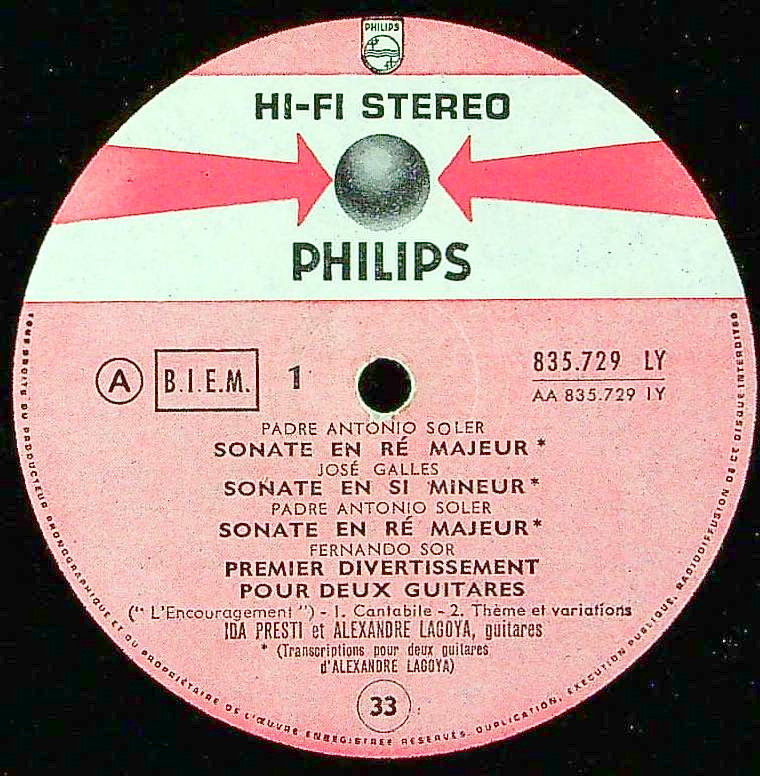 PHILIPS
HI-FI STEREO
PHILIPS
A B.I.E.M. 1
835.729 LY
AA 835.729 1Y
PADRE ANTONIO SOLER
SONATE EN RÉ MAJEUR *
JOSÉ GALLES
SONATE EN SI MINEUR *
PADRE ANTONIO SOLER
SONATE EN RÉ MAJEUR *
FERNANDO SOR
PREMIER DIVERTISSEMENT
POUR DEUX GUITARES
(" L'Encouragement ") - 1. Cantabile - 2. Thème et variations
IDA PRESTI et ALEXANDRE LAGOYA, guitares
* (Transcriptions pour deux guitares
d'ALEXANDRE LAGOYA)
33
TOUS DROITS DU PRODUCTEUR PHONOGRAPHIQUE ET DU PROPRIÉTAIRE DE L'ŒUVRE ENREGISTRÉE RÉSERVÉS. DUPLICATION, EXÉCUTION PUBLIQUE, RADIODIFFUSION DE CE DISQUE INTERDITES